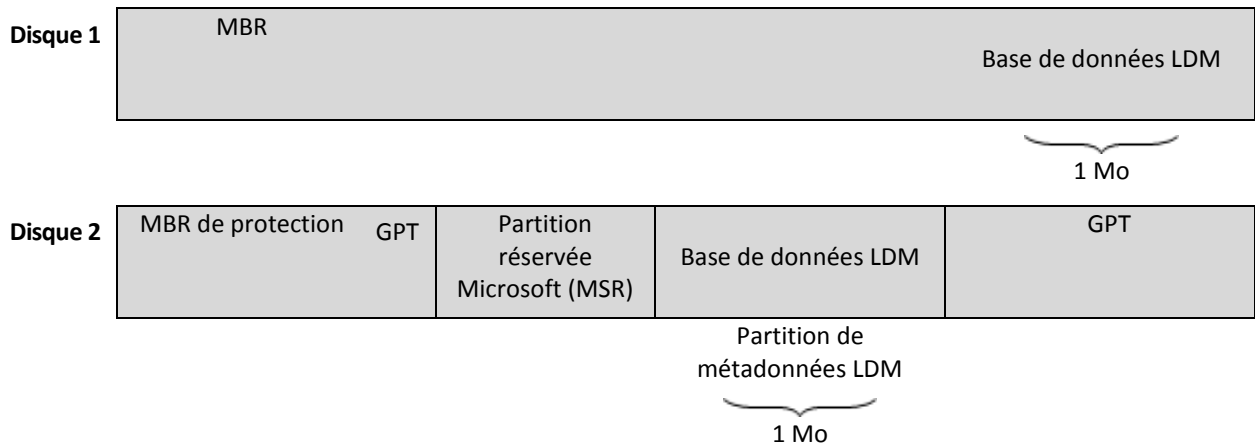 Disque 1
MBR
Base de données LDM
1 Mo
Disque 2
MBR de protection
GPT
Partition
réservée
Microsoft (MSR)
Base de données LDM
GPT
Partition de
métadonnées LDM
1 Mo